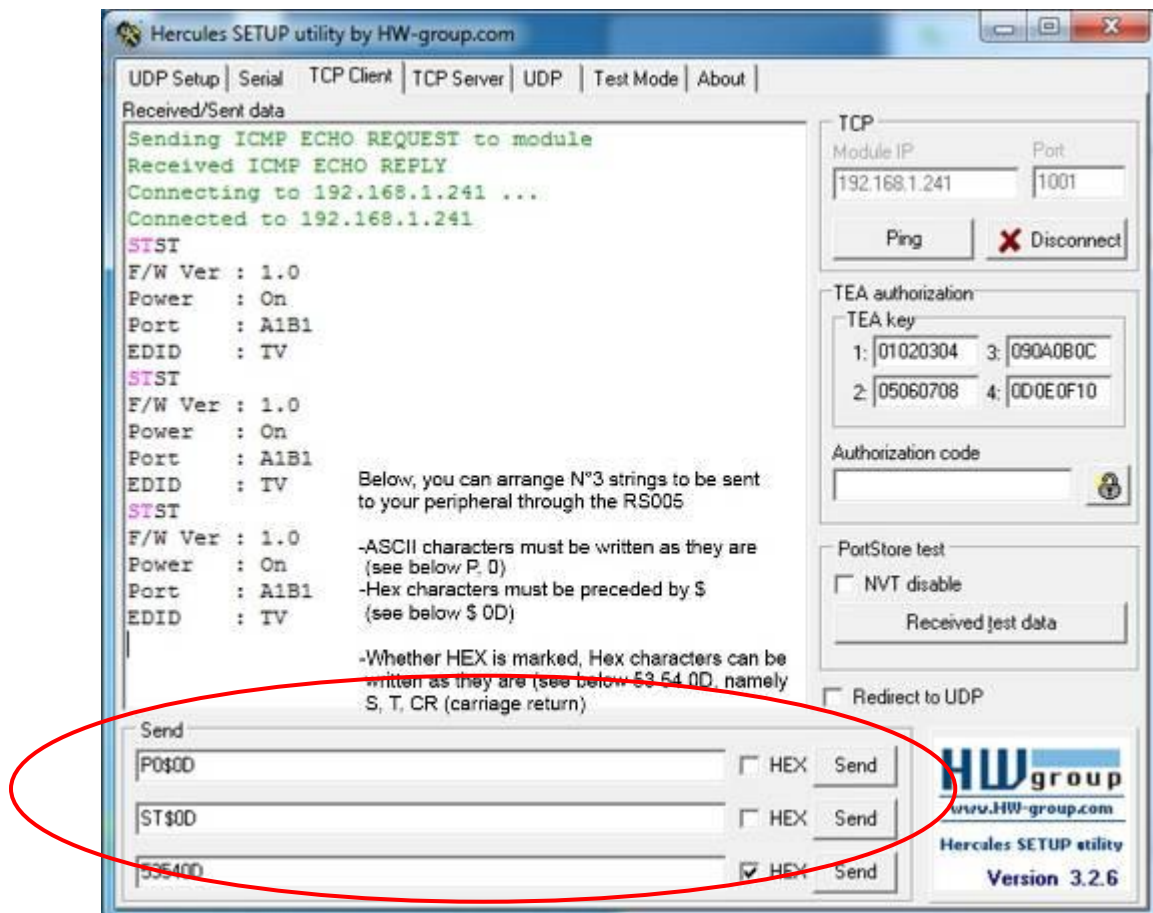 Hercules SETUP utility by HW-group.com
UDP Setup Serial TCP Client TCP Server UDP Test Mode About
Received/Sent data
Sending ICMP ECHO REQUEST to module
Received ICMP ECHO REPLY
Connecting to 192.168.1.241 ...
Connected to 192.168.1.241
STST
F/W Ver : 1.0
Power : On
Port : A1B1
EDID : TV
STST
F/W Ver : 1.0
Power : On
Port : A1B1
EDID : TV
STST
F/W Ver : 1.0
Power : On
Port : A1B1
EDID : TV
Below, you can arrange N°3 strings to be sent
to your peripheral through the RS005
-ASCII characters must be written as they are
(see below P, 0)
-Hex characters must be preceded by $
(see below $ 0D)
-Whether HEX is marked, Hex characters can be
written as they are (see below 53 54 0D, namely
S, T, CR (carriage return)
TCP
Module IP Port
192.168.1.241 1001
Ping Disconnect
TEA authorization
TEA key
1: 01020304 3: 090A0B0C
2: 05060708 4: 0D0E0F10
Authorization code
PortStore test
NVT disable
Received test data
Redirect to UDP
Send
P0$0D HEX Send
ST$0D HEX Send
53540D HEX Send
HWgroup
www.HW-group.com
Hercules SETUP utility
Version 3.2.6